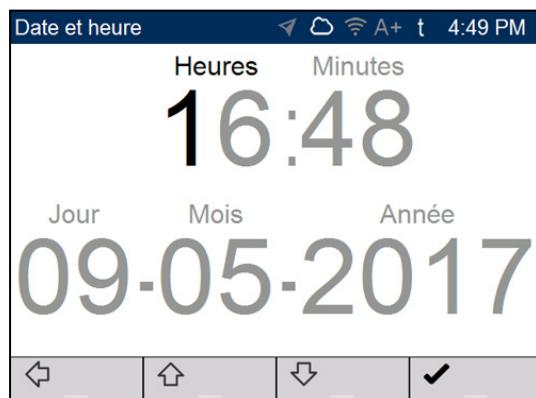 Date et heure A+ t 4:49 PM
Heures Minutes
16:48
Jour Mois Année
09-05-2017